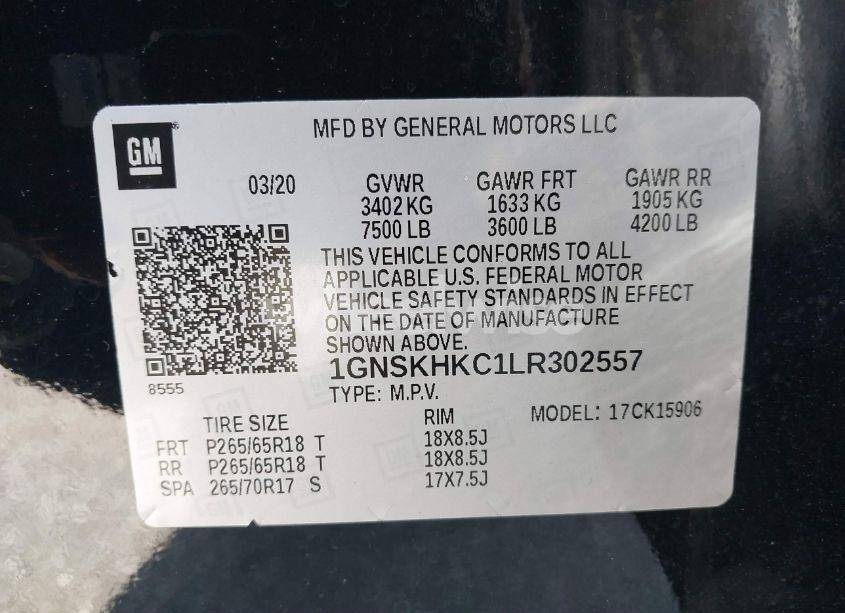 GM®
MFD BY GENERAL MOTORS LLC
03/20 GVWR GAWR FRT GAWR RR
3402 KG 1633 KG 1905 KG
7500 LB 3600 LB 4200 LB
THIS VEHICLE CONFORMS TO ALL
APPLICABLE U.S. FEDERAL MOTOR
VEHICLE SAFETY STANDARDS IN EFFECT
ON THE DATE OF MANUFACTURE
SHOWN ABOVE.
1GNSKHKC1LR302557
8555
TYPE: M.P.V.
TIRE SIZE RIM MODEL: 17CK15906
FRT P265/65R18 T 18X8.5J
RR P265/65R18 T 18X8.5J
SPA 265/70R17 S 17X7.5J